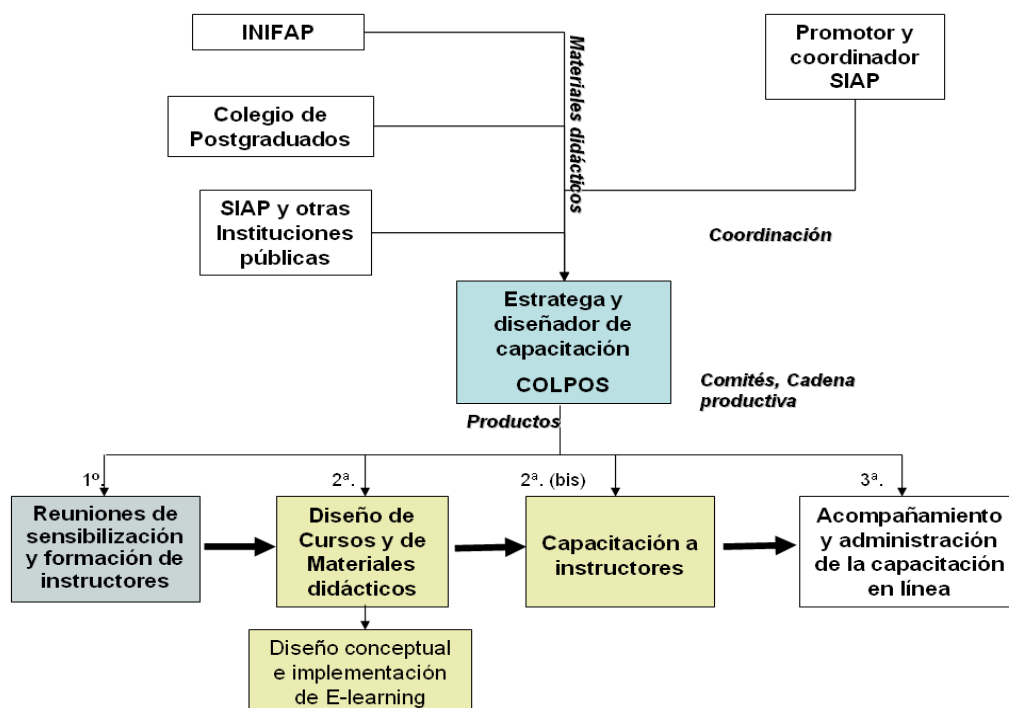 INIFAP
Promotor y
coordinador
SIAP
Materiales didácticos
Colegio de
Postgraduados
SIAP y otras
Instituciones
públicas
Coordinación
Estratega y
diseñador de
capacitación
COLPOS
Comités, Cadena
productiva
Productos
1º.
2ª.
2ª. (bis)
3ª.
Reuniones de
sensibilización
y formación de
instructores
Diseño de
Cursos y de
Materiales
didácticos
Capacitación a
instructores
Acompañamiento
y administración
de la capacitación
en línea
Diseño conceptual
e implementación
de E-learning